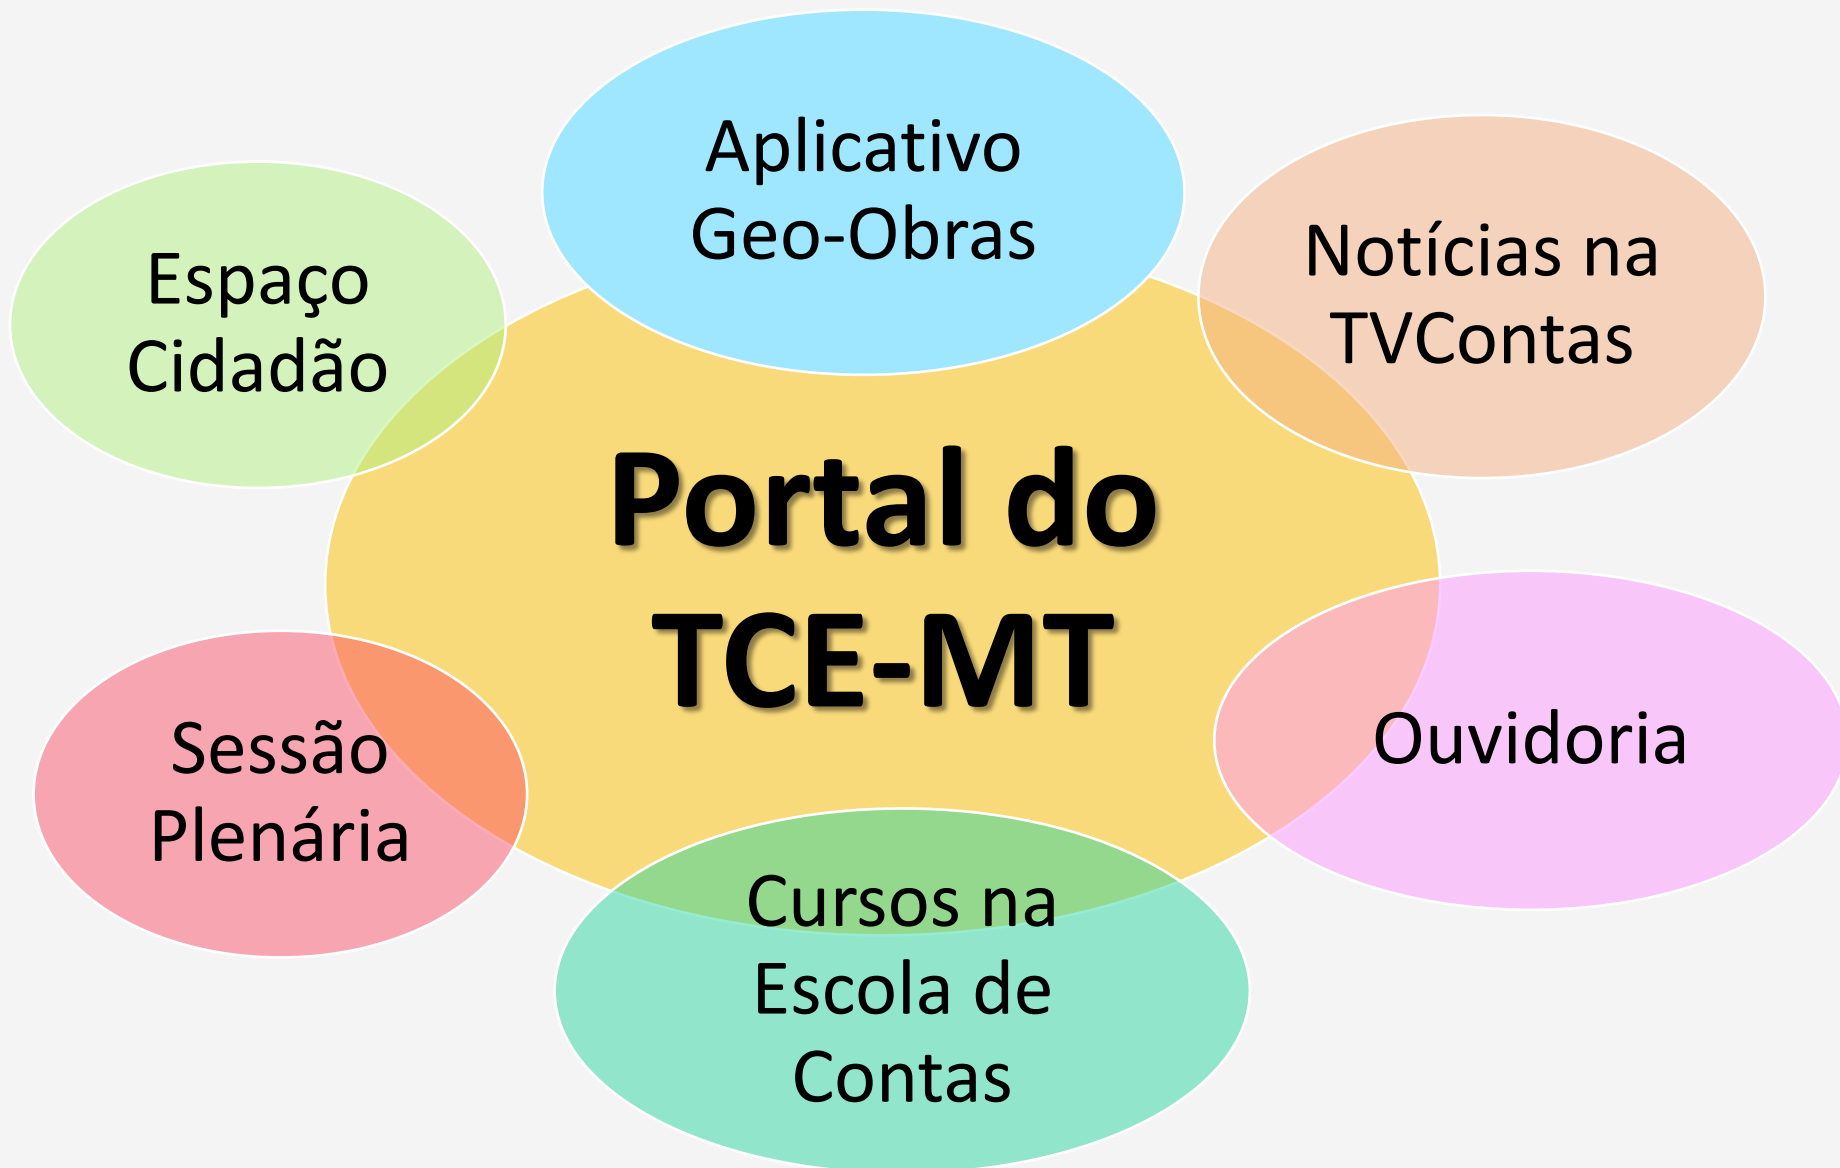 Aplicativo
Geo-Obras
Espaço
Cidadão
Notícias na
TVContas
Portal do
TCE-MT
Sessão
Plenária
Ouvidoria
Cursos na
Escola de
Contas